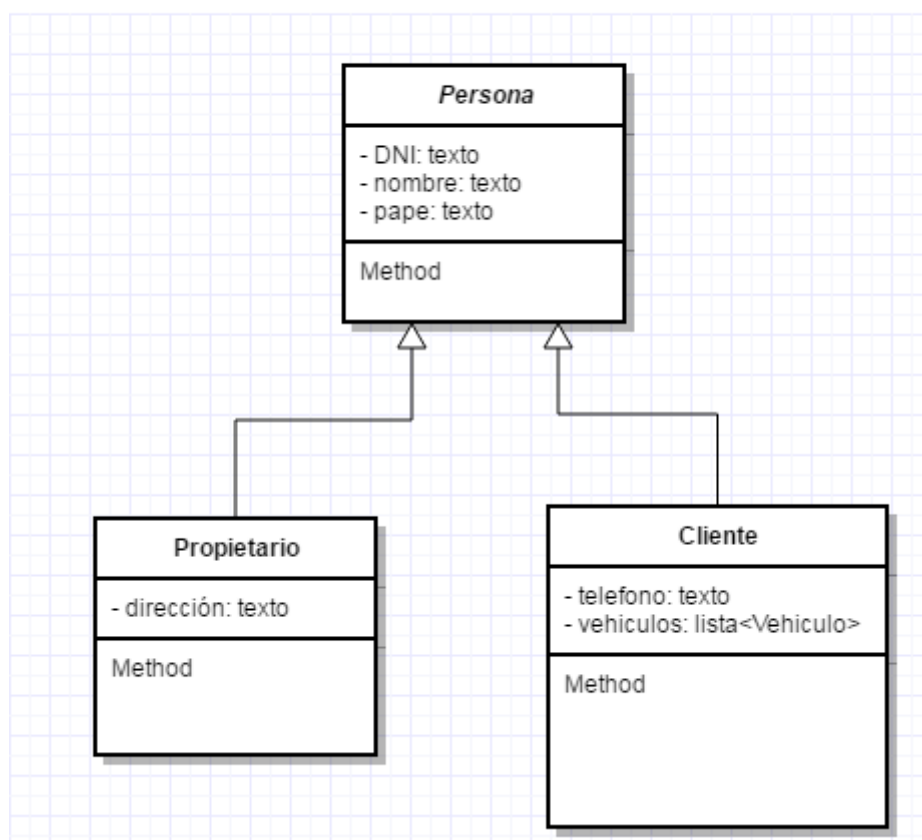 Persona
- DNI: texto
- nombre: texto
- pape: texto
Method
Propietario
- dirección: texto
Method
Cliente
- telefono: texto
- vehiculos: lista<Vehiculo>
Method